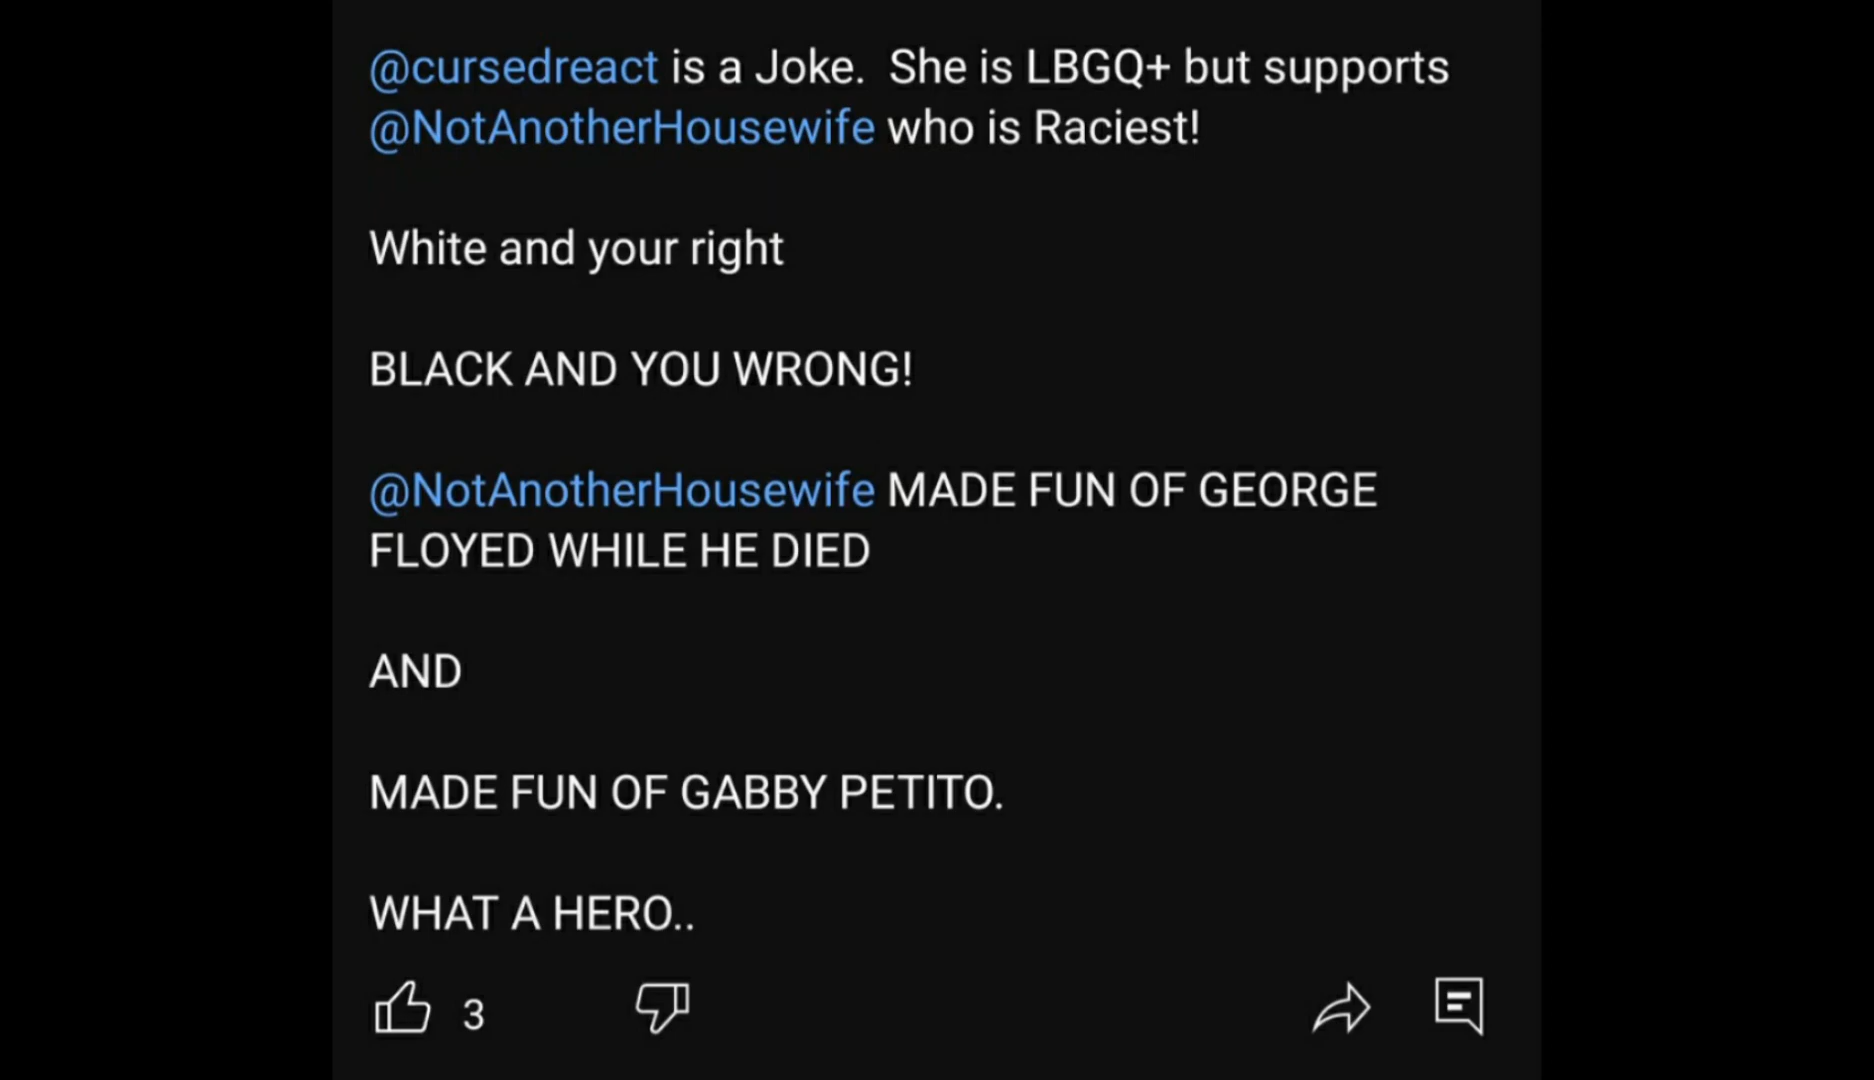 @cursedreact is a Joke.  She is LBGQ+ but supports
@NotAnotherHousewife who is Raciest!
White and your right
BLACK AND YOU WRONG!
@NotAnotherHousewife MADE FUN OF GEORGE
FLOYED WHILE HE DIED
AND
MADE FUN OF GABBY PETITO.
WHAT A HERO..
3